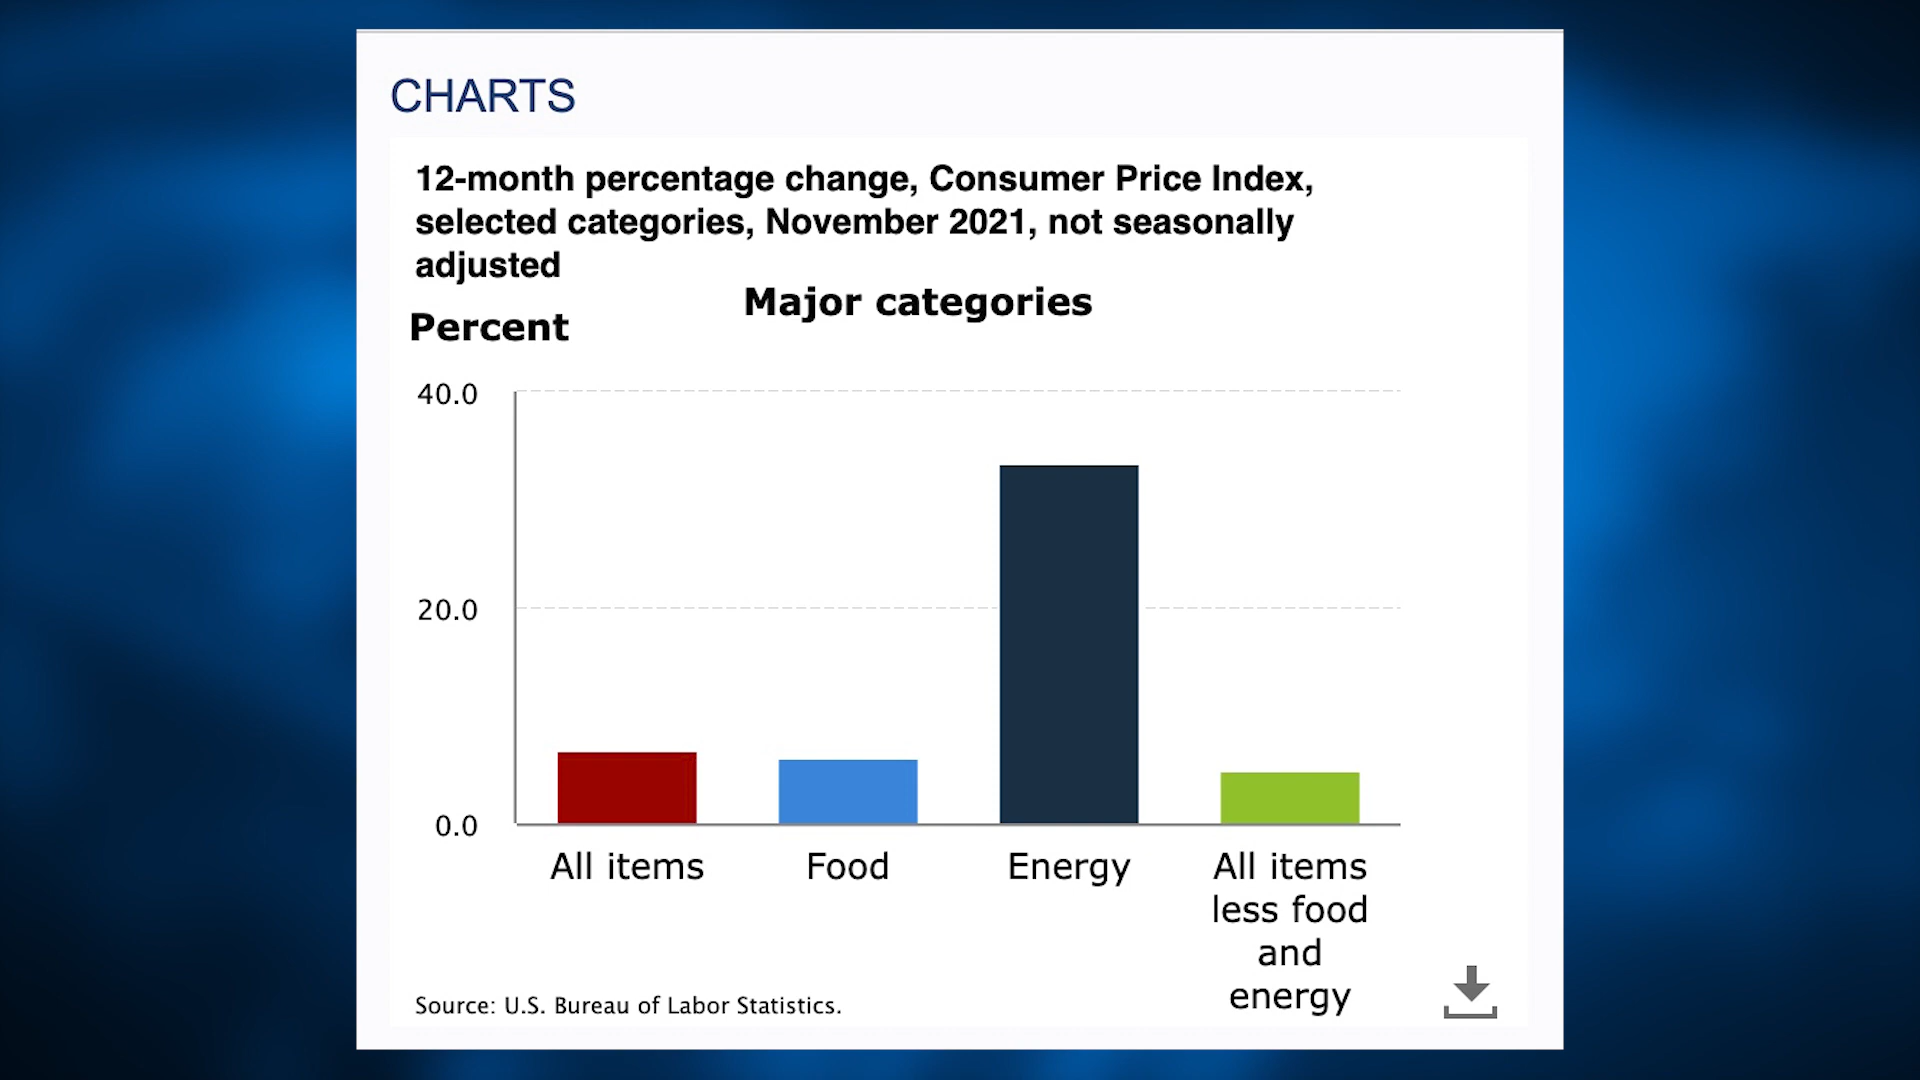 CHARTS
12-month percentage change, Consumer Price Index,
selected categories, November 2021, not seasonally
adjusted
Major categories
Percent
40.0
20.0
0.0
All items
Food
Energy
All items
less food
and
energy
Source: U.S. Bureau of Labor Statistics.